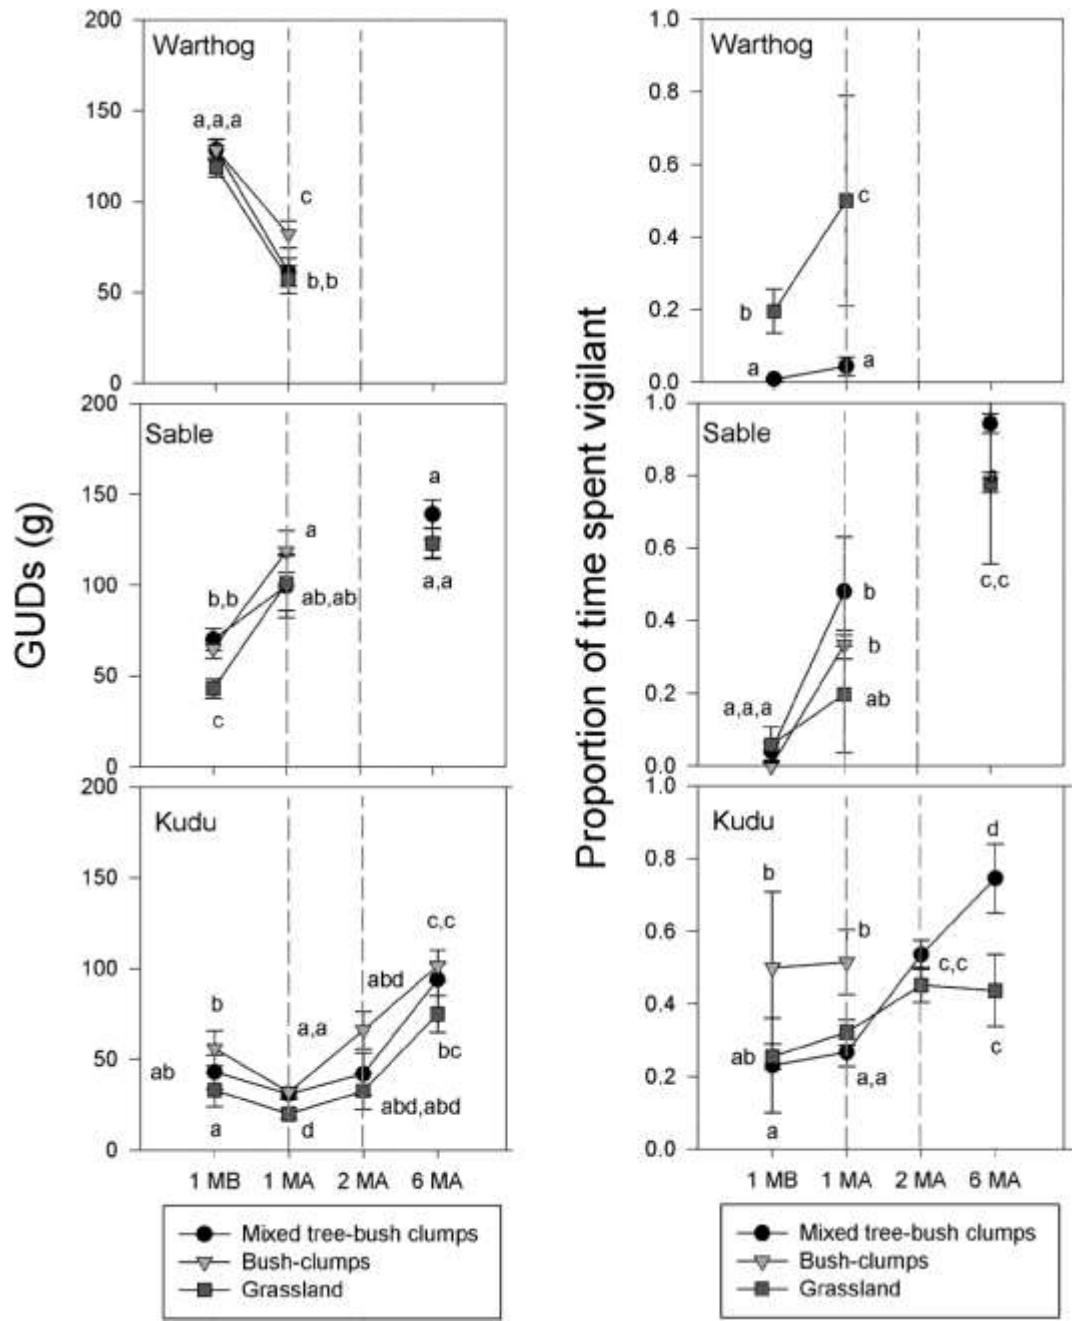 GUDs (g)
200
150
100
50
0
Warthog
a,a,a
c
b,b
200
150
100
50
0
Sable
b,b
c
a
ab,ab
a
a,a
200
150
100
50
0
Kudu
b
ab
a
a,a
d
abd
abd,abd
c,c
bc
1 MB 1 MA 2 MA 6 MA
Mixed tree-bush clumps
Bush-clumps
Grassland
Proportion of time spent vigilant
1.0
0.8
0.6
0.4
0.2
0.0
Warthog
b
a
c
a
1.0
0.8
0.6
0.4
0.2
0.0
Sable
a,a,a
b
b
ab
c,c
1.0
0.8
0.6
0.4
0.2
0.0
Kudu
b
ab
a
b
a,a
c,c
d
c
1 MB 1 MA 2 MA 6 MA
Mixed tree-bush clumps
Bush-clumps
Grassland